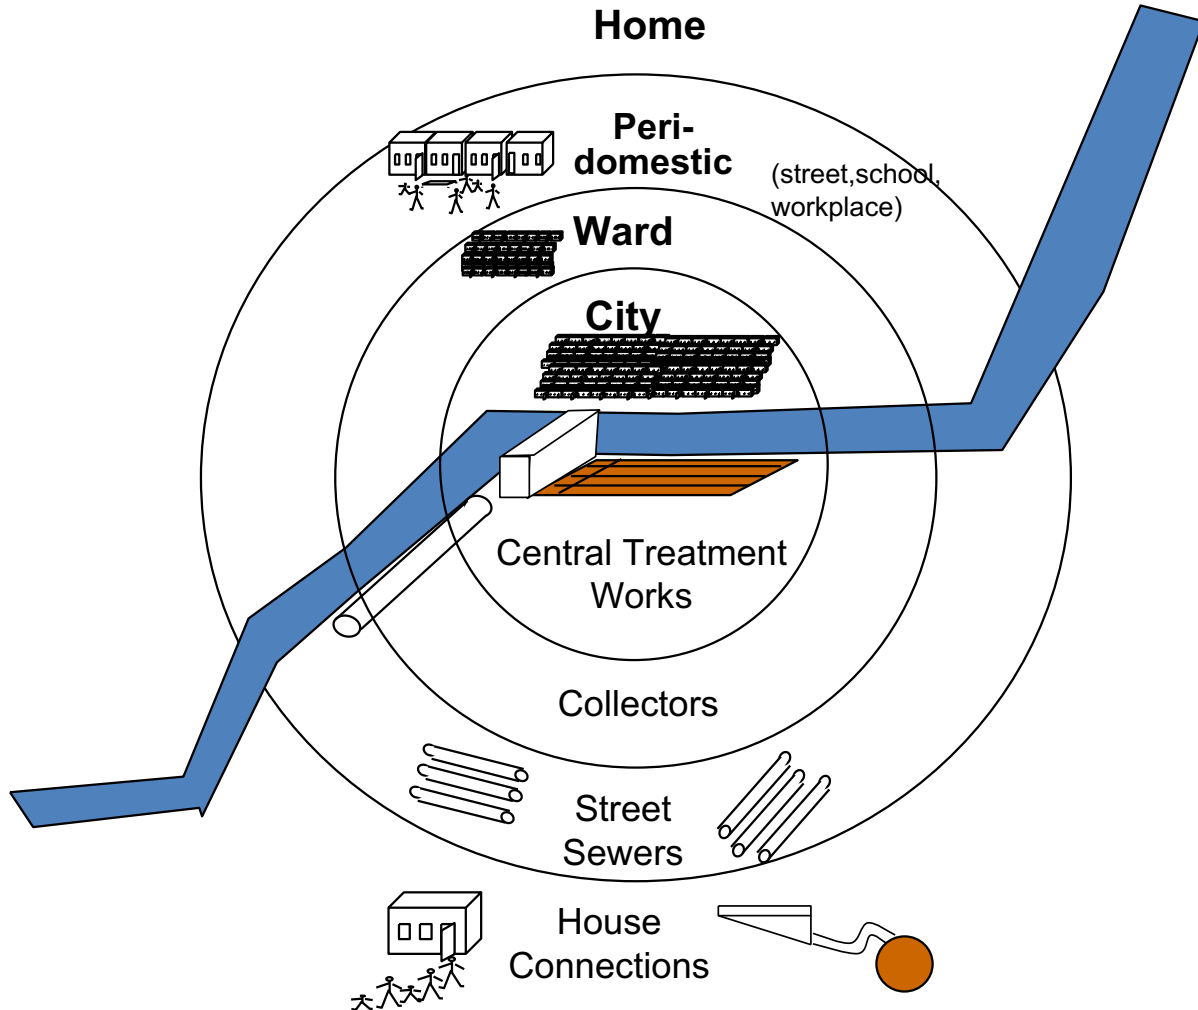 Home
Peri-
domestic
(street,school,
workplace)
Ward
City
Central Treatment
Works
Collectors
Street
Sewers
House
Connections